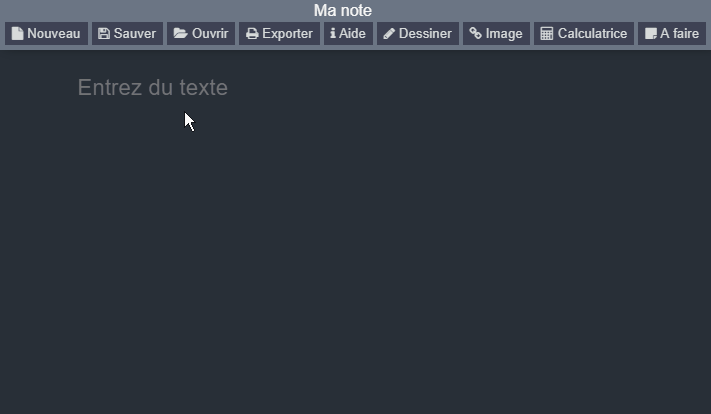 Ma note
Nouveau Sauver Ouvrir Exporter Aide Dessiner Image Calculatrice A faire
Entrez du texte